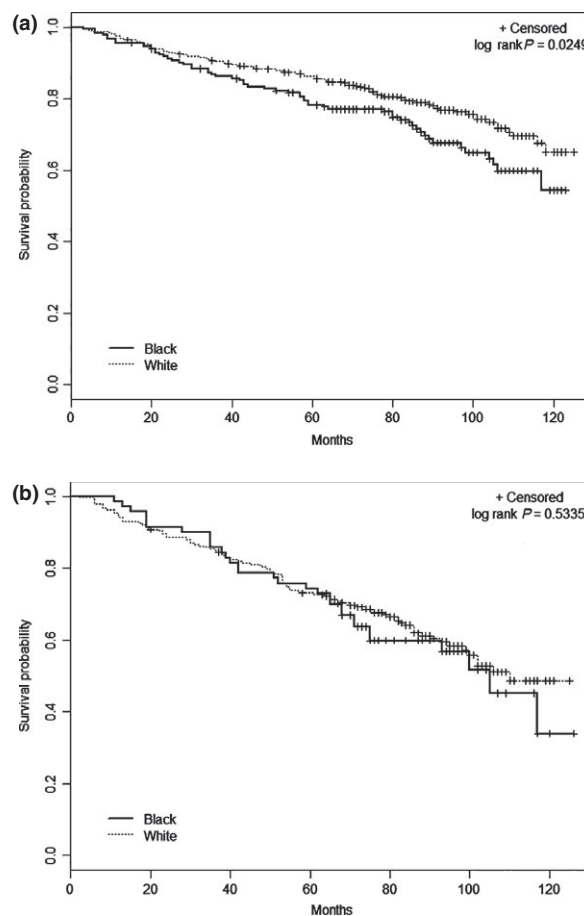 (a)
+ Censored
log rank P = 0.0249
1.0
0.8
0.6
0.4
0.2
0.0
Survival probability
Black
White
0 20 40 60 80 100 120
Months
(b)
+ Censored
log rank P = 0.5335
1.0
0.8
0.6
0.4
0.2
0.0
Survival probability
Black
White
0 20 40 60 80 100 120
Months